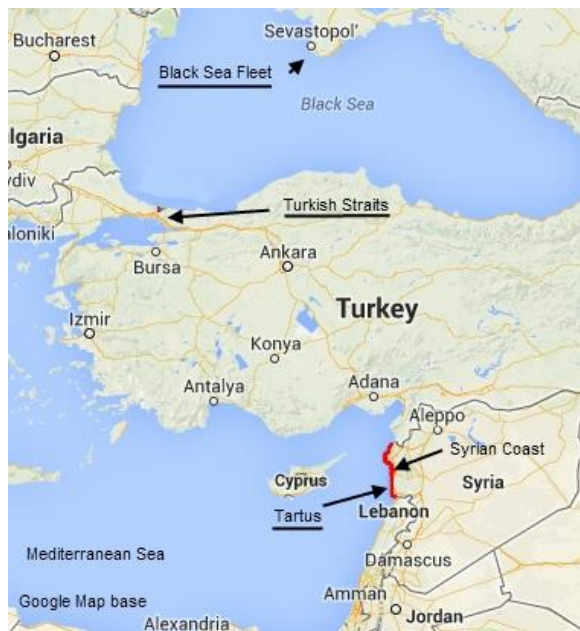 Sevastopol'
Bucharest
Black Sea Fleet
Black Sea
lgaria
vdiv
Turkish Straits
aloniki
Ankara
Bursa
Turkey
Izmir
Konya
Antalya
Adana
Aleppo
Syrian Coast
Cyprus
Syria
Tartus
Lebanon
Mediterranean Sea
Damascus
Amman
Google Map base
Jordan
Alexandria